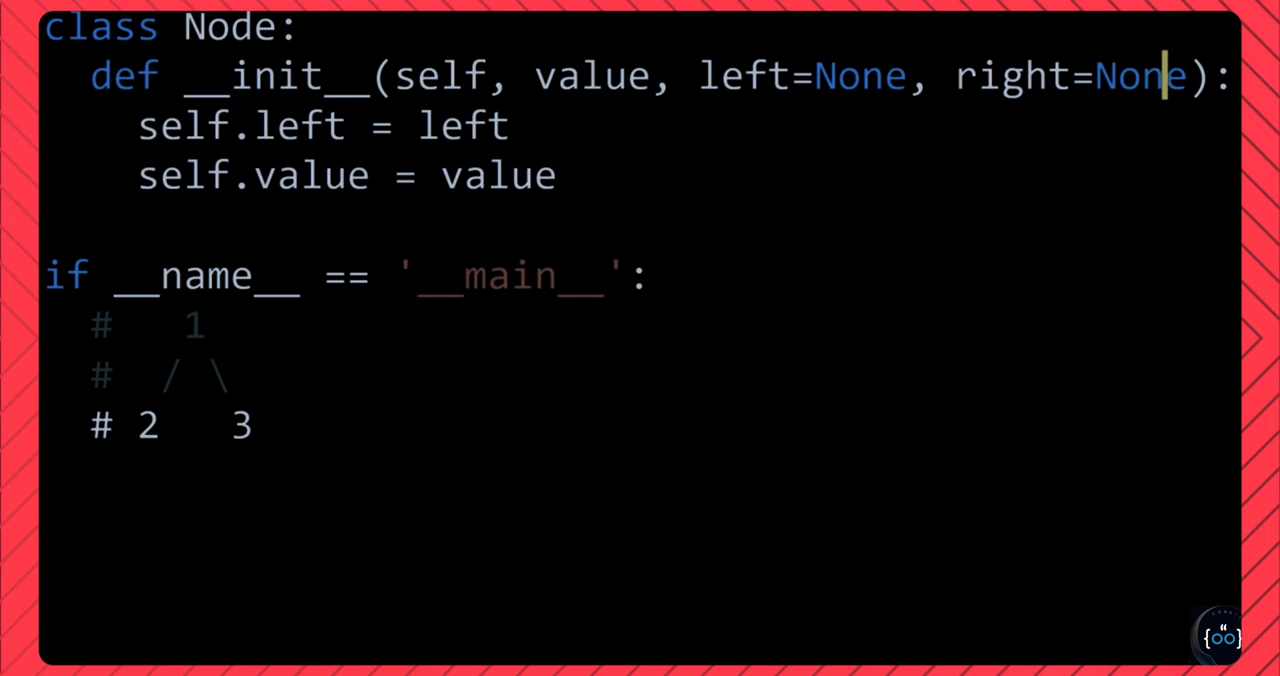 class Node:
  def __init__(self, value, left=None, right=None):
    self.left = left
    self.value = value

if __name__ == '__main__':
  #   1
  #  / \
  # 2   3
{oo}